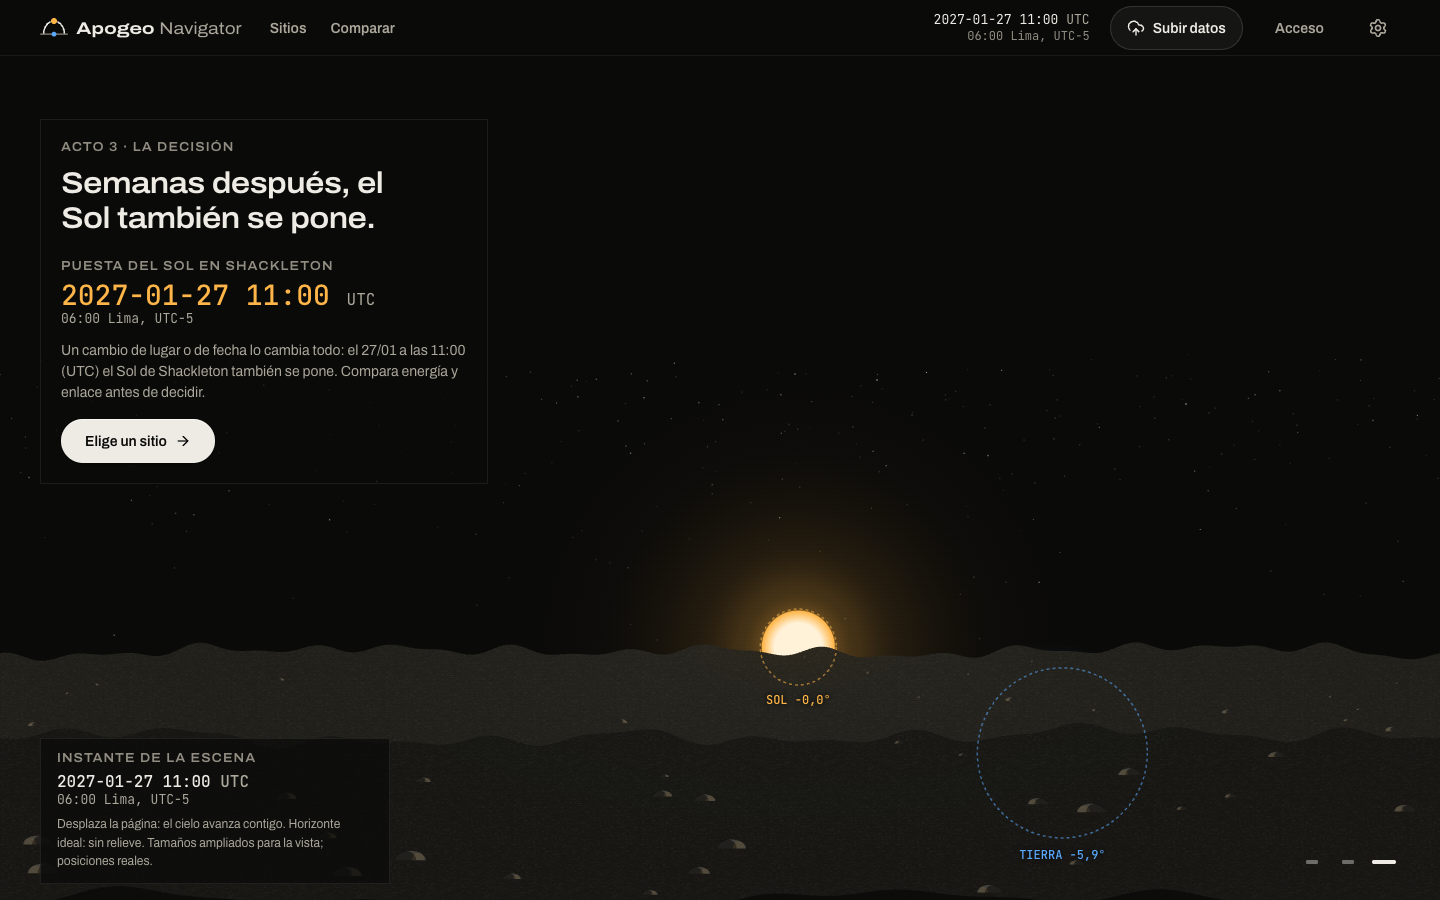 Apogeo Navigator
Sitios
Comparar
2027-01-27 11:00 UTC
06:00 Lima, UTC-5
Subir datos
Acceso
ACTO 3 · LA DECISIÓN
Semanas después, el
Sol también se pone.
PUESTA DEL SOL EN SHACKLETON
2027-01-27 11:00 UTC
06:00 Lima, UTC-5
Un cambio de lugar o de fecha lo cambia todo: el 27/01 a las 11:00
(UTC) el Sol de Shackleton también se pone. Compara energía y
enlace antes de decidir.
Elige un sitio
SOL -0,0°
TIERRA -5,9°
INSTANTE DE LA ESCENA
2027-01-27 11:00 UTC
06:00 Lima, UTC-5
Desplaza la página: el cielo avanza contigo. Horizonte
ideal: sin relieve. Tamaños ampliados para la vista;
posiciones reales.